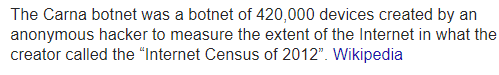 The Carna botnet was a botnet of 420,000 devices created by an
anonymous hacker to measure the extent of the Internet in what the
creator called the “Internet Census of 2012”. Wikipedia